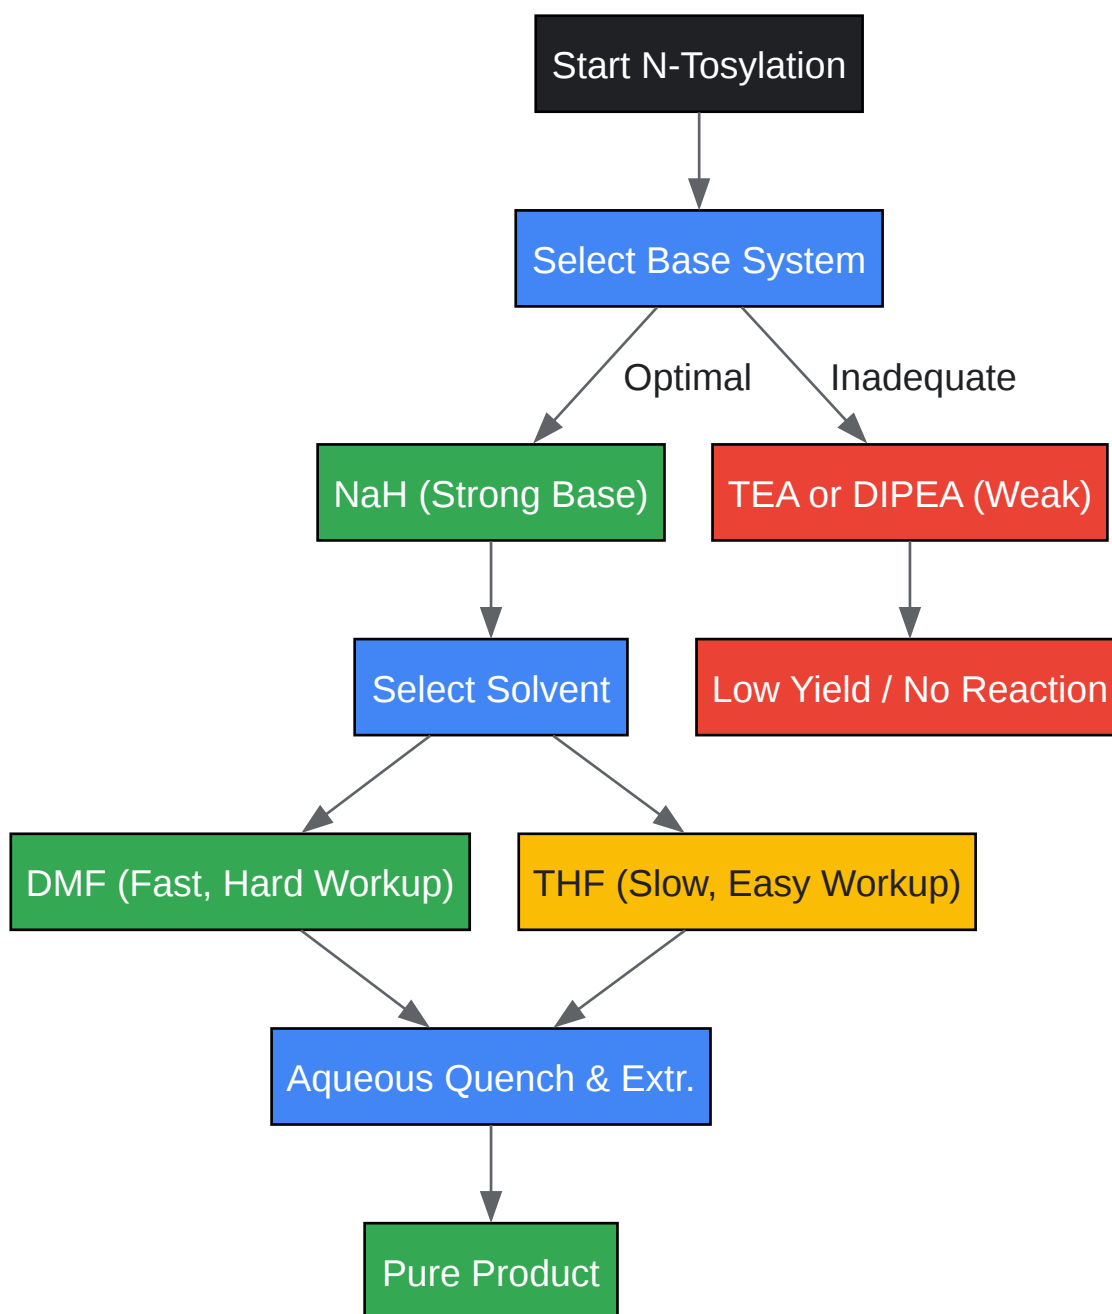 Start N-Tosylation
Select Base System
Optimal
Inadequate
NaH (Strong Base)
TEA or DIPEA (Weak)
Select Solvent
Low Yield / No Reaction
DMF (Fast, Hard Workup)
THF (Slow, Easy Workup)
Aqueous Quench & Extr.
Pure Product